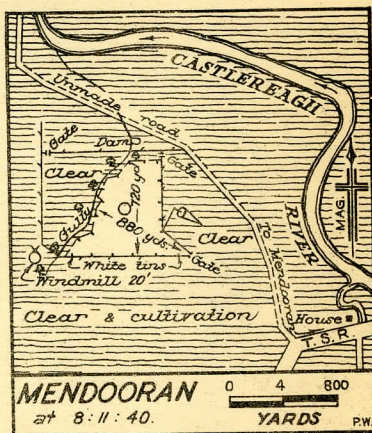 CASTLEREAGH
RIVER
Unmade road
Gate
Dam
Gate
Clear
MAG.
720 yds
Gully
880 yds
Clear
To Mendooran
White tins
Gate
Windmill 20'
House
Clear & cultivation
T.S.R.
MENDOORAN
at 8:11:40.
0 4 800
YARDS
P.W.